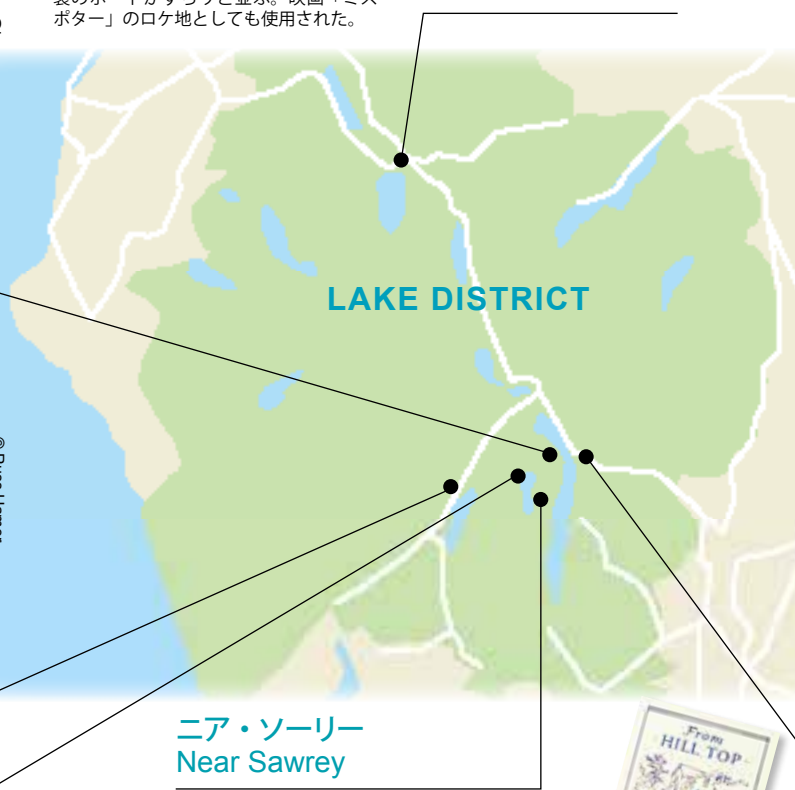 ポター」のロケ地としても使用された。
LAKE DISTRICT
ニア・ソーリー
Near Sawrey
From
HILL TOP